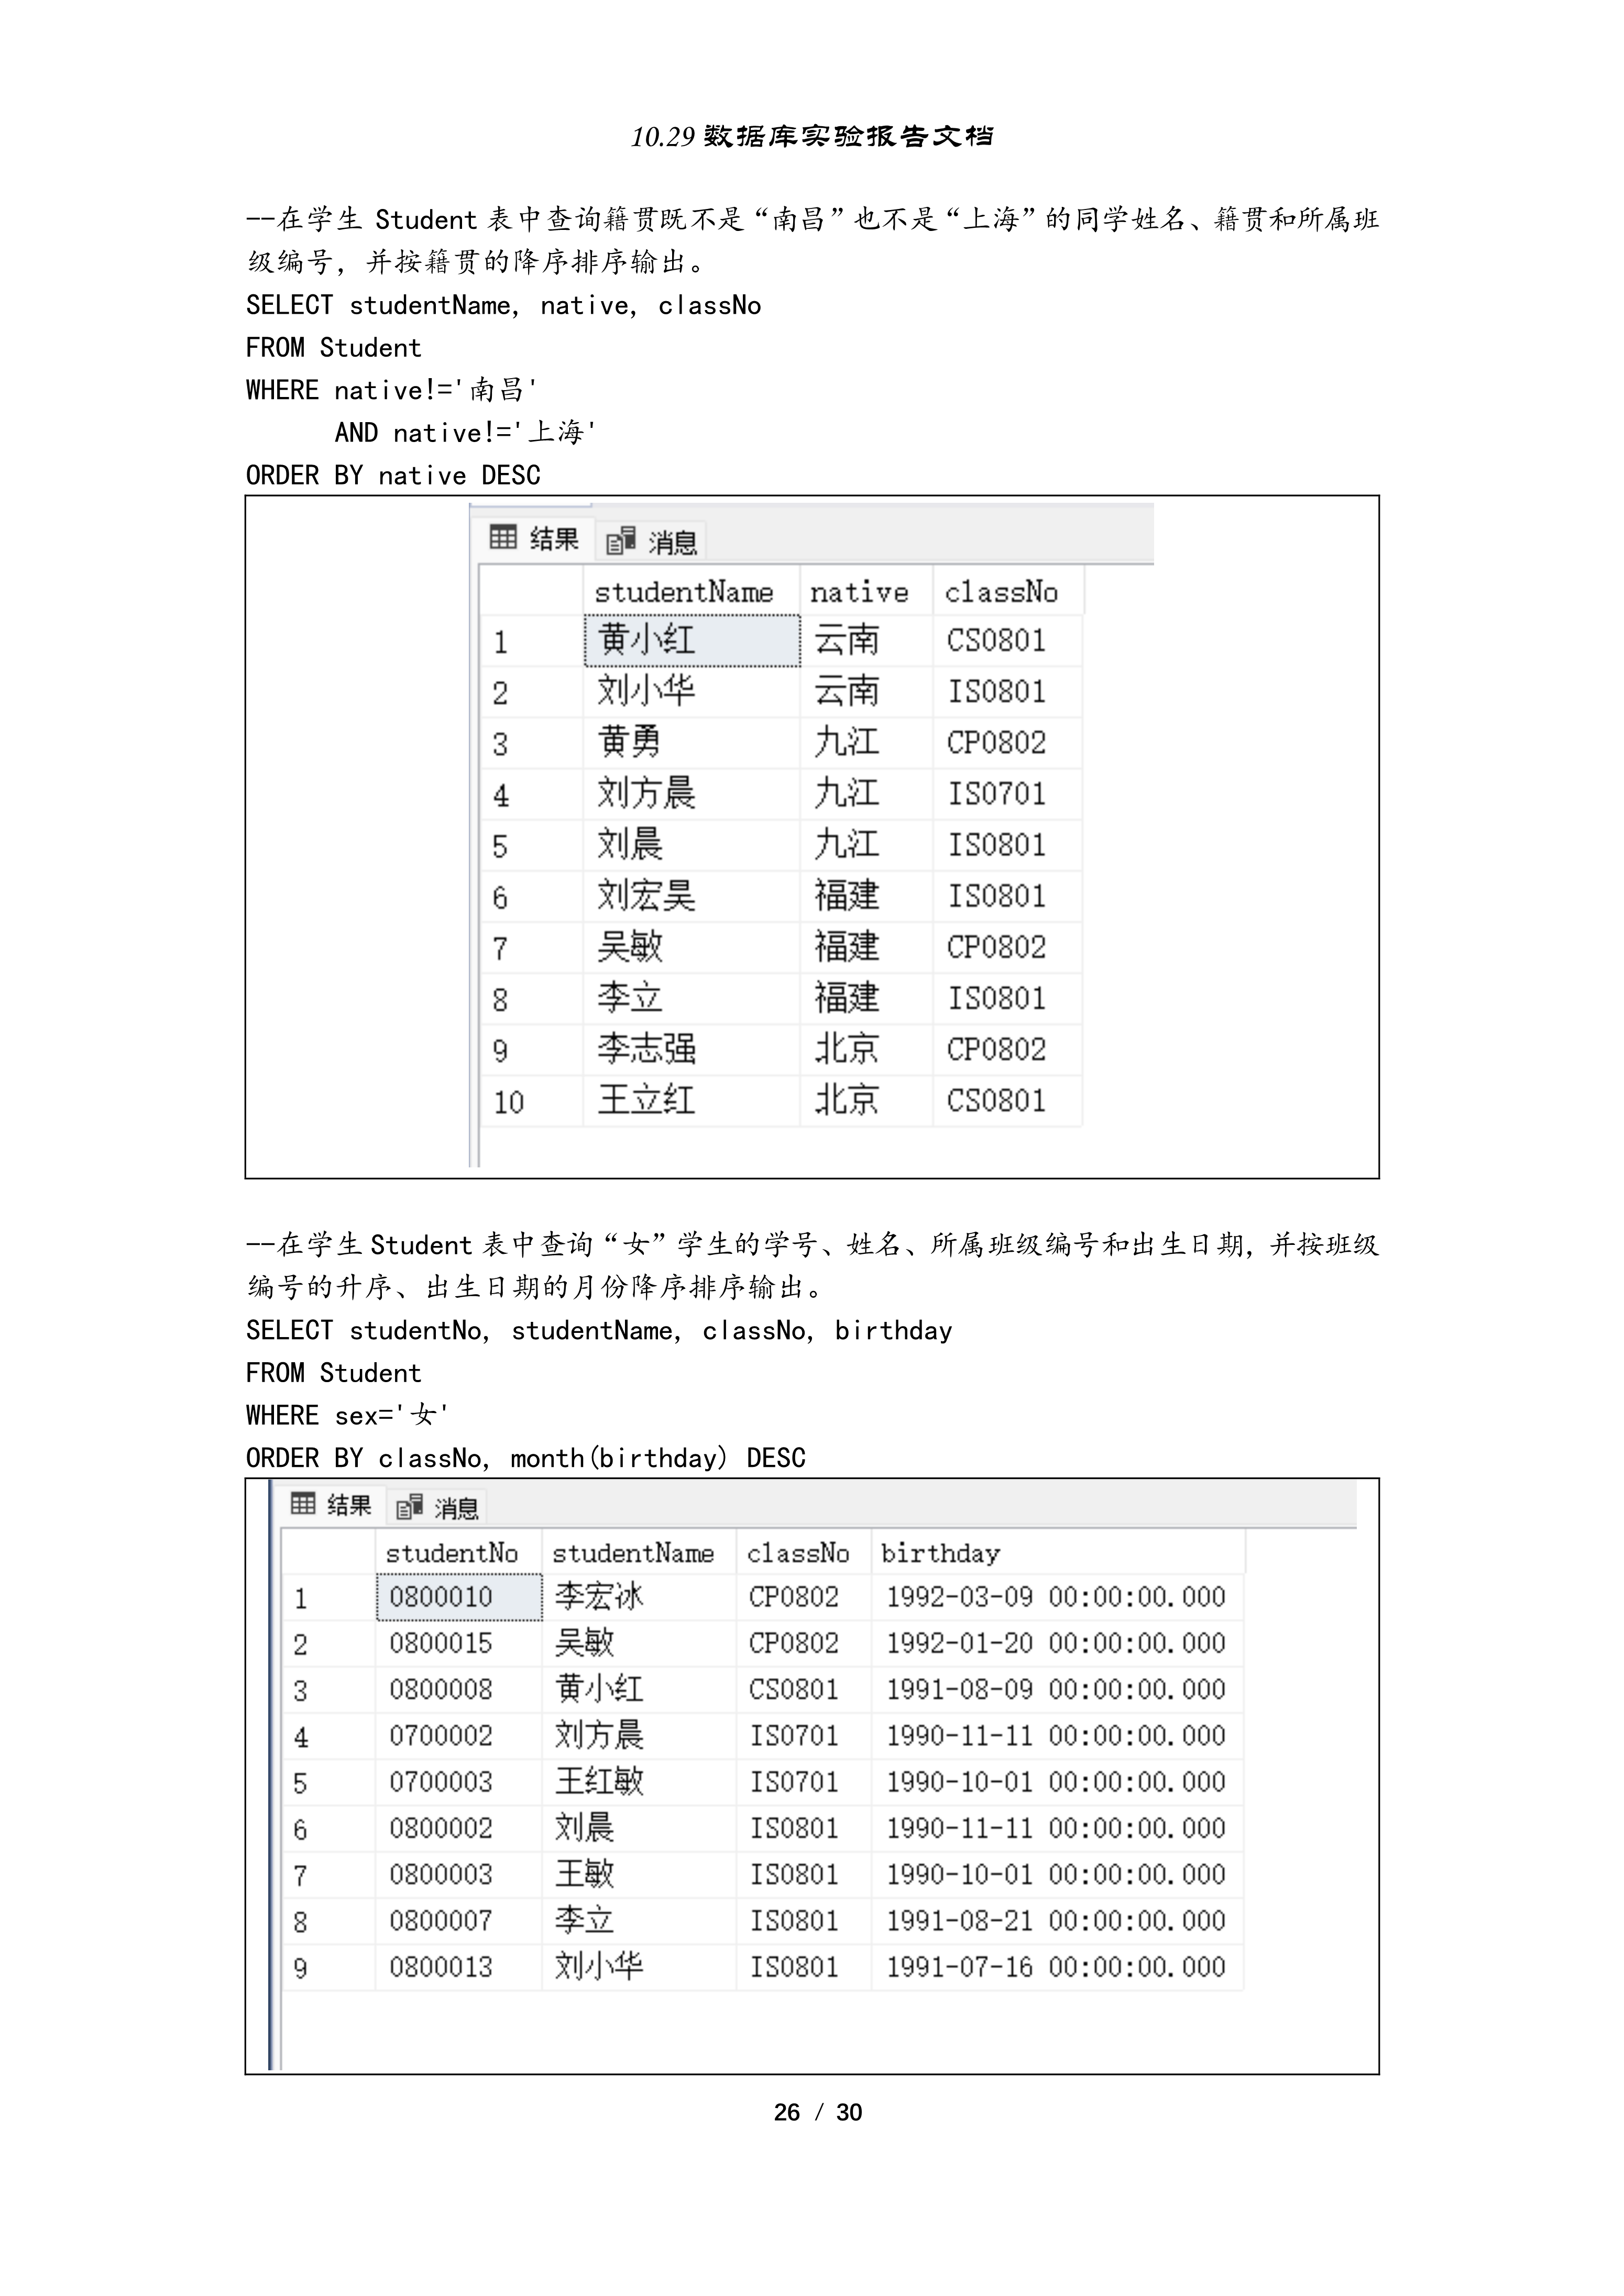 10.29 数据库实验报告文档
--在学生 Student 表中查询籍贯既不是“南昌”也不是“上海”的同学姓名、籍贯和所属班
级编号，并按籍贯的降序排序输出。
SELECT studentName, native, classNo
FROM Student
WHERE native!='南昌'
AND native!='上海'
ORDER BY native DESC
结果 消息
studentName native classNo
1 黄小红 云南 CS0801
2 刘小华 云南 IS0801
3 黄勇 九江 CP0802
4 刘方晨 九江 IS0701
5 刘晨 九江 IS0801
6 刘宏昊 福建 IS0801
7 吴敏 福建 CP0802
8 李立 福建 IS0801
9 李志强 北京 CP0802
10 王立红 北京 CS0801
--在学生 Student 表中查询“女”学生的学号、姓名、所属班级编号和出生日期，并按班级
编号的升序、出生日期的月份降序排序输出。
SELECT studentNo, studentName, classNo, birthday
FROM Student
WHERE sex='女'
ORDER BY classNo, month(birthday) DESC
结果 消息
studentNo studentName classNo birthday
1 0800010 李宏冰 CP0802 1992-03-09 00:00:00.000
2 0800015 吴敏 CP0802 1992-01-20 00:00:00.000
3 0800008 黄小红 CS0801 1991-08-09 00:00:00.000
4 0700002 刘方晨 IS0701 1990-11-11 00:00:00.000
5 0700003 王红敏 IS0701 1990-10-01 00:00:00.000
6 0800002 刘晨 IS0801 1990-11-11 00:00:00.000
7 0800003 王敏 IS0801 1990-10-01 00:00:00.000
8 0800007 李立 IS0801 1991-08-21 00:00:00.000
9 0800013 刘小华 IS0801 1991-07-16 00:00:00.000
26 / 30